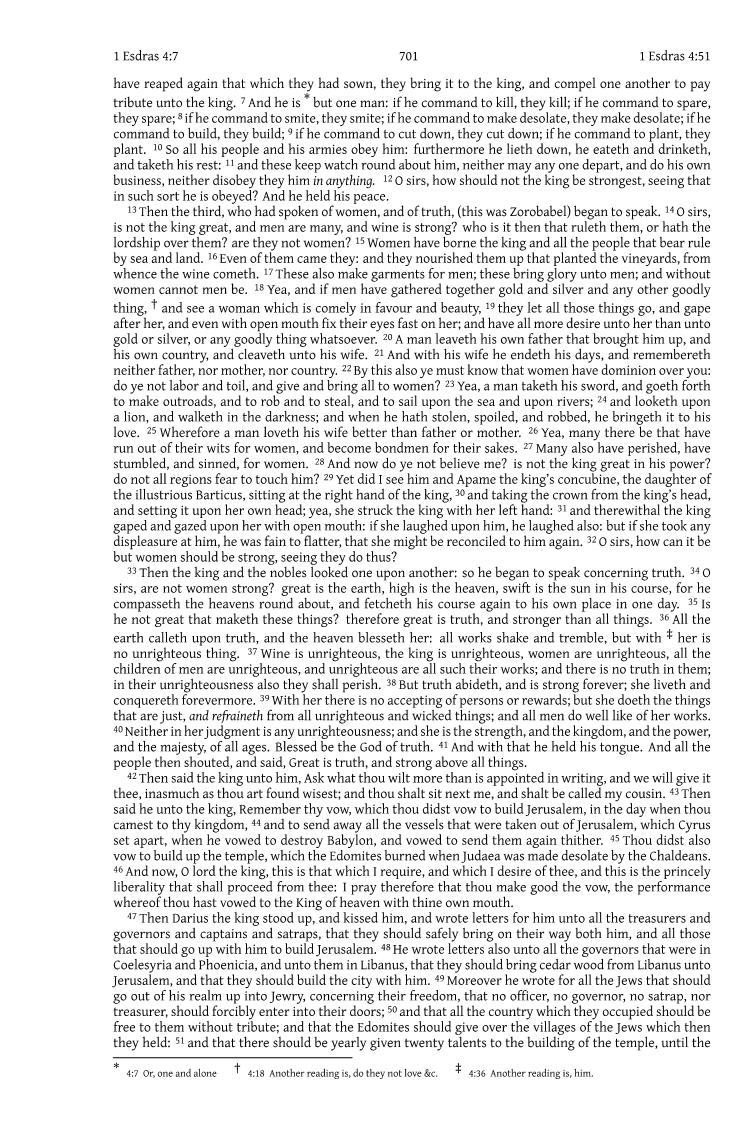 1 Esdras 4:7 701 1 Esdras 4:51
have reaped again that which they had sown, they bring it to the king, and compel one another to pay
tribute unto the king. 7 And he is * but one man: if he command to kill, they kill; if he command to spare,
they spare; 8 if he command to smite, they smite; if he command to make desolate, they make desolate; if he
command to build, they build; 9 if he command to cut down, they cut down; if he command to plant, they
plant. 10 So all his people and his armies obey him: furthermore he lieth down, he eateth and drinketh,
and taketh his rest: 11 and these keep watch round about him, neither may any one depart, and do his own
business, neither disobey they him in anything. 12 O sirs, how should not the king be strongest, seeing that
in such sort he is obeyed? And he held his peace.
13 Then the third, who had spoken of women, and of truth, (this was Zorobabel) began to speak. 14 O sirs,
is not the king great, and men are many, and wine is strong? who is it then that ruleth them, or hath the
lordship over them? are they not women? 15 Women have borne the king and all the people that bear rule
by sea and land. 16 Even of them came they: and they nourished them up that planted the vineyards, from
whence the wine cometh. 17 These also make garments for men; these bring glory unto men; and without
women cannot men be. 18 Yea, and if men have gathered together gold and silver and any other goodly
thing, † and see a woman which is comely in favour and beauty, 19 they let all those things go, and gape
after her, and even with open mouth fix their eyes fast on her; and have all more desire unto her than unto
gold or silver, or any goodly thing whatsoever. 20 A man leaveth his own father that brought him up, and
his own country, and cleaveth unto his wife. 21 And with his wife he endeth his days, and remembereth
neither father, nor mother, nor country. 22 By this also ye must know that women have dominion over you:
do ye not labor and toil, and give and bring all to women? 23 Yea, a man taketh his sword, and goeth forth
to make outroads, and to rob and to steal, and to sail upon the sea and upon rivers; 24 and looketh upon
a lion, and walketh in the darkness; and when he hath stolen, spoiled, and robbed, he bringeth it to his
love. 25 Wherefore a man loveth his wife better than father or mother. 26 Yea, many there be that have
run out of their wits for women, and become bondmen for their sakes. 27 Many also have perished, have
stumbled, and sinned, for women. 28 And now do ye not believe me? is not the king great in his power?
do not all regions fear to touch him? 29 Yet did I see him and Apame the king's concubine, the daughter of
the illustrious Barticus, sitting at the right hand of the king, 30 and taking the crown from the king's head,
and setting it upon her own head; yea, she struck the king with her left hand: 31 and therewithal the king
gaped and gazed upon her with open mouth: if she laughed upon him, he laughed also: but if she took any
displeasure at him, he was fain to flatter, that she might be reconciled to him again. 32 O sirs, how can it be
but women should be strong, seeing they do thus?
33 Then the king and the nobles looked one upon another: so he began to speak concerning truth. 34 O
sirs, are not women strong? great is the earth, high is the heaven, swift is the sun in his course, for he
compasseth the heavens round about, and fetcheth his course again to his own place in one day. 35 Is
he not great that maketh these things? therefore great is truth, and stronger than all things. 36 All the
earth calleth upon truth, and the heaven blesseth her: all works shake and tremble, but with ‡ her is
no unrighteous thing. 37 Wine is unrighteous, the king is unrighteous, women are unrighteous, all the
children of men are unrighteous, and unrighteous are all such their works; and there is no truth in them;
in their unrighteousness also they shall perish. 38 But truth abideth, and is strong forever; she liveth and
conquereth forevermore. 39 With her there is no accepting of persons or rewards; but she doeth the things
that are just, and refraineth from all unrighteous and wicked things; and all men do well like of her works.
40 Neither in her judgment is any unrighteousness; and she is the strength, and the kingdom, and the power,
and the majesty, of all ages. Blessed be the God of truth. 41 And with that he held his tongue. And all the
people then shouted, and said, Great is truth, and strong above all things.
42 Then said the king unto him, Ask what thou wilt more than is appointed in writing, and we will give it
thee, inasmuch as thou art found wisest; and thou shalt sit next me, and shalt be called my cousin. 43 Then
said he unto the king, Remember thy vow, which thou didst vow to build Jerusalem, in the day when thou
camest to thy kingdom, 44 and to send away all the vessels that were taken out of Jerusalem, which Cyrus
set apart, when he vowed to destroy Babylon, and vowed to send them again thither. 45 Thou didst also
vow to build up the temple, which the Edomites burned when Judaea was made desolate by the Chaldeans.
46 And now, O lord the king, this is that which I require, and which I desire of thee, and this is the princely
liberality that shall proceed from thee: I pray therefore that thou make good the vow, the performance
whereof thou hast vowed to the King of heaven with thine own mouth.
47 Then Darius the king stood up, and kissed him, and wrote letters for him unto all the treasurers and
governors and captains and satraps, that they should safely bring on their way both him, and all those
that should go up with him to build Jerusalem. 48 He wrote letters also unto all the governors that were in
Coelesyria and Phoenicia, and unto them in Libanus, that they should bring cedar wood from Libanus unto
Jerusalem, and that they should build the city with him. 49 Moreover he wrote for all the Jews that should
go out of his realm up into Jewry, concerning their freedom, that no officer, no governor, no satrap, nor
treasurer, should forcibly enter into their doors; 50 and that all the country which they occupied should be
free to them without tribute; and that the Edomites should give over the villages of the Jews which then
they held: 51 and that there should be yearly given twenty talents to the building of the temple, until the
* 4:7 Or, one and alone † 4:18 Another reading is, do they not love &c. ‡ 4:36 Another reading is, him.